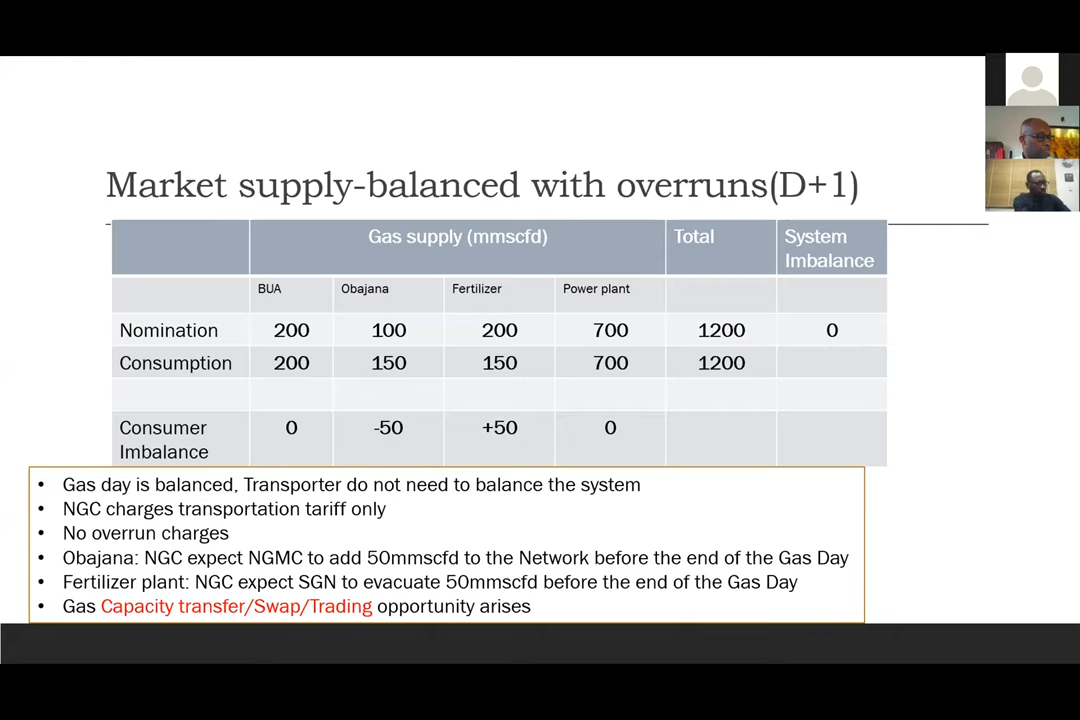 Market supply-balanced with overruns(D+1)
Gas supply (mmscfd) Total System
Imbalance
BUA Obajana Fertilizer Power plant
Nomination 200 100 200 700 1200 0
Consumption 200 150 150 700 1200
Consumer 0 -50 +50 0
Imbalance
• Gas day is balanced, Transporter do not need to balance the system
• NGC charges transportation tariff only
• No overrun charges
• Obajana: NGC expect NGMC to add 50mmscfd to the Network before the end of the Gas Day
• Fertilizer plant: NGC expect SGN to evacuate 50mmscfd before the end of the Gas Day
• Gas Capacity transfer/Swap/Trading opportunity arises